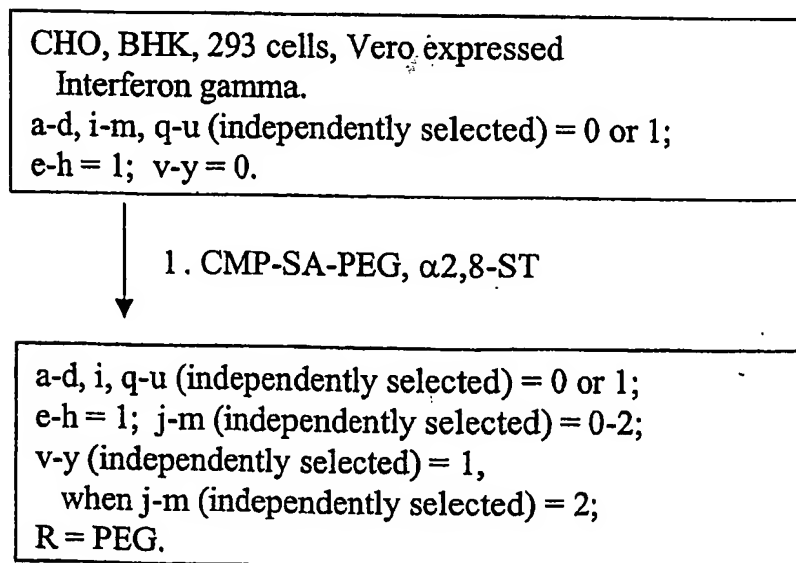 CHO, BHK, 293 cells, Vero expressed
Interferon gamma.
a-d, i-m, q-u (independently selected) = 0 or 1;
e-h = 1; v-y = 0.
1. CMP-SA-PEG, α2,8-ST
a-d, i, q-u (independently selected) = 0 or 1;
e-h = 1; j-m (independently selected) = 0-2;
v-y (independently selected) = 1,
when j-m (independently selected) = 2;
R = PEG.